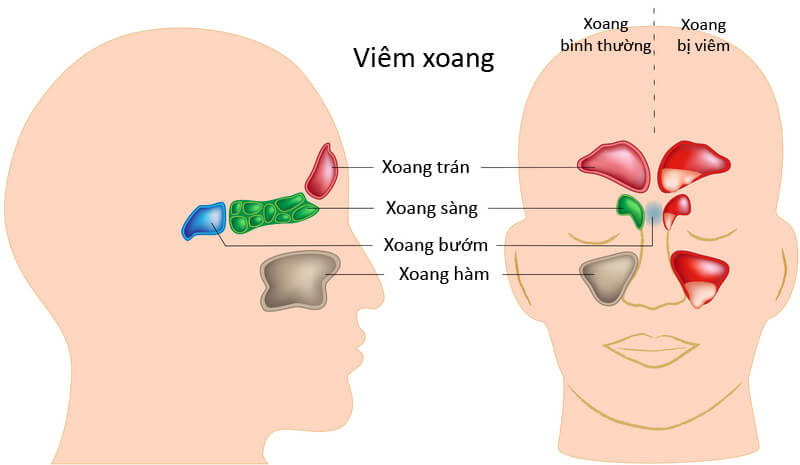 Viêm xoang
Xoang
bình thường
Xoang
bị viêm
Xoang trán
Xoang sàng
Xoang bướm
Xoang hàm